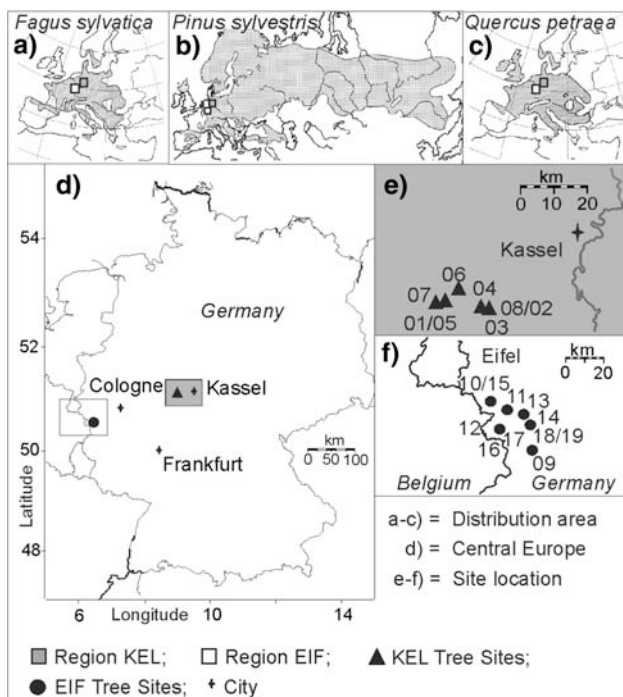 Fagus sylvatica
a)
Pinus sylvestris
b)
Quercus petraea
c)
d)
54
51
52
50
48
Latitude
Germany
Cologne
Kassel
Frankfurt
km
0 50 100
6
10
14
Longitude
e)
km
0 10 20
Kassel
06
04
07
08/02
01/05
03
f)
Eifel
km
0 20
10/15
11
13
14
12
17
18/19
16
09
Belgium
Germany
a-c) = Distribution area
d) = Central Europe
e-f) = Site location
Region KEL;
Region EIF;
KEL Tree Sites;
EIF Tree Sites;
City